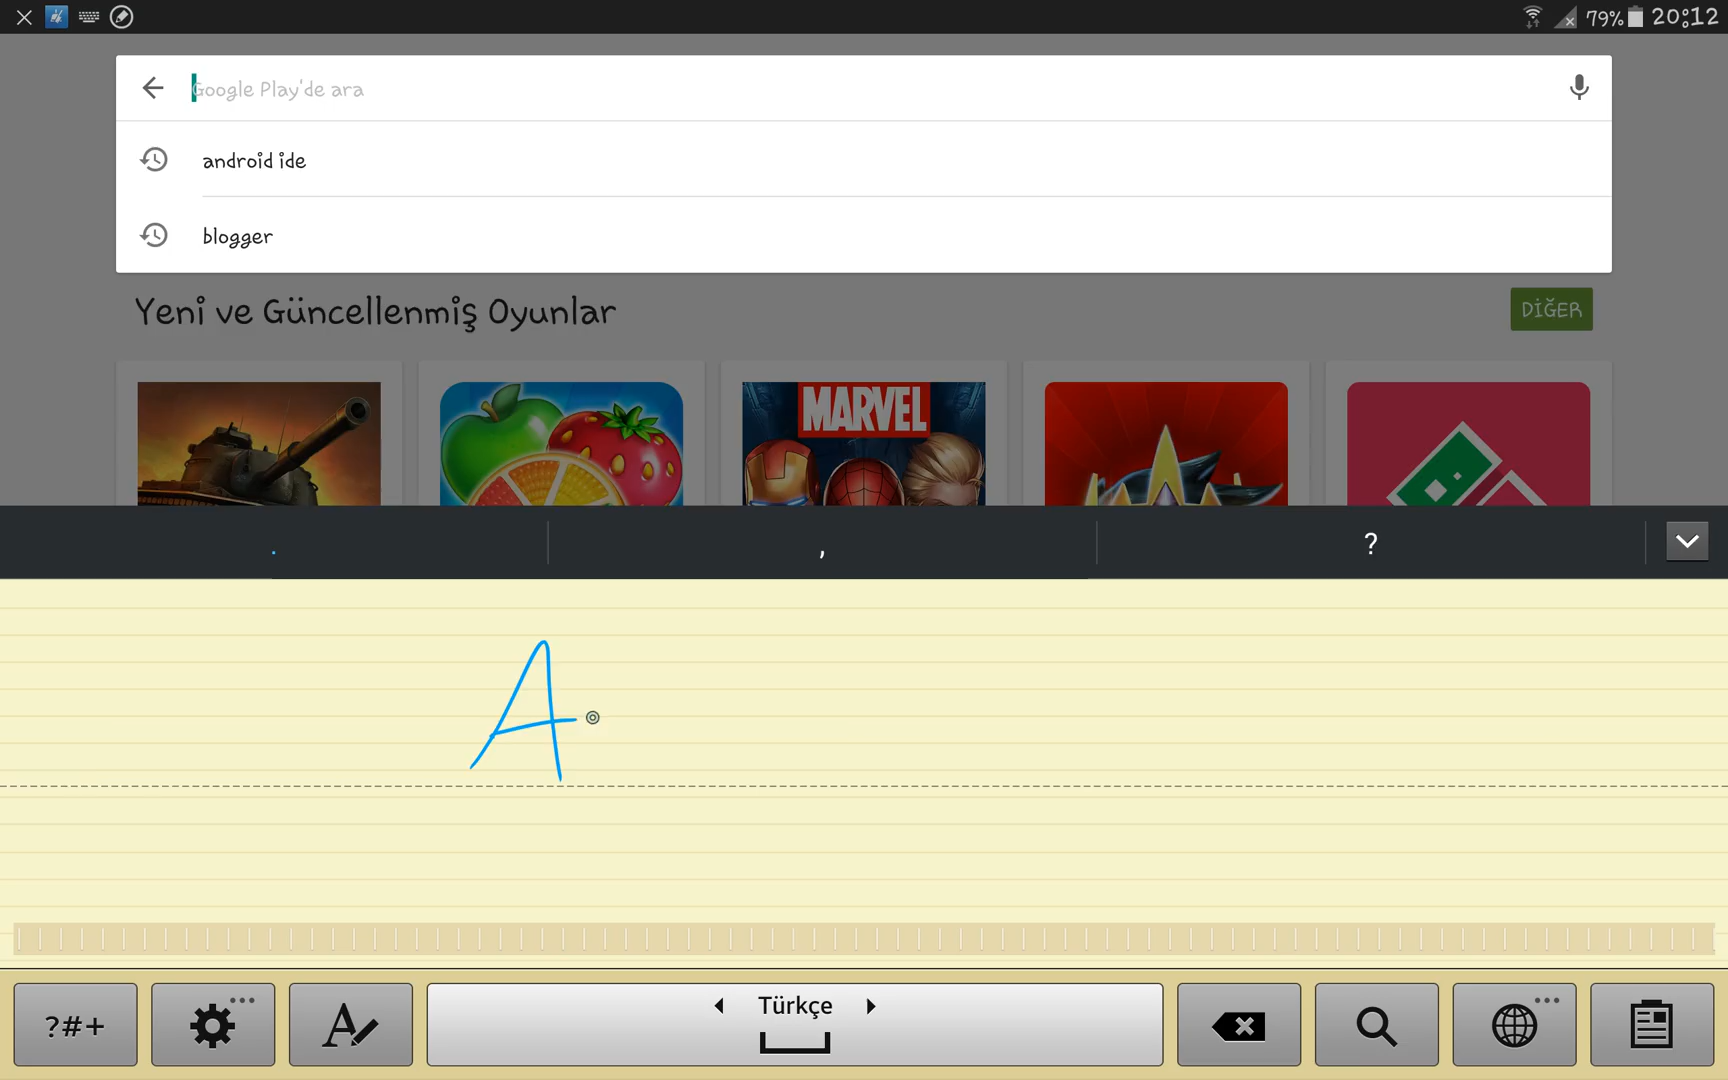 79% 20:12
Google Play'de ara
android ide
blogger
Yeni ve Güncellenmiş Oyunlar
DİĞER
MARVEL
. , ?
A
Türkçe
?#+
A